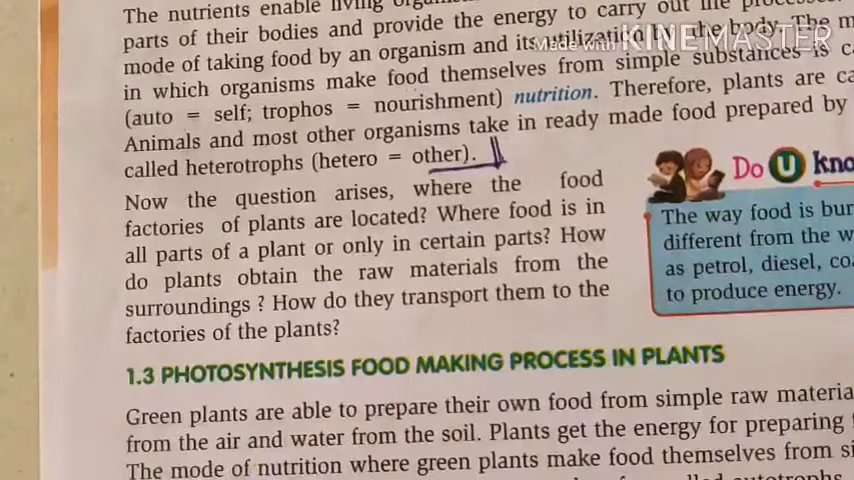 The nutrients enable living
parts of their bodies and provide the energy to carry out life
mode of taking food by an organism and its utilization by the body. The
in which organisms make food themselves from simple substances is
(auto = self; trophos = nourishment) nutrition. Therefore, plants are
Animals and most other organisms take in ready made food prepared by
called heterotrophs (hetero = other).
Now the question arises, where the food
factories of plants are located? Where food is in
all parts of a plant or only in certain parts? How
do plants obtain the raw materials from the
surroundings ? How do they transport them to the
factories of the plants?
Do U
The way food is
different from the
as petrol, diesel,
to produce energy.
1.3 PHOTOSYNTHESIS FOOD MAKING PROCESS IN PLANTS
Green plants are able to prepare their own food from simple raw
from the air and water from the soil. Plants get the energy for preparing
The mode of nutrition where green plants make food themselves from
Made with KINEMASTER